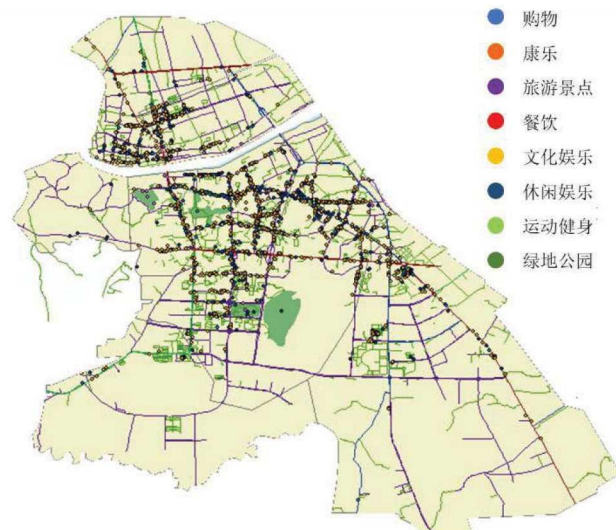 购物
康乐
旅游景点
餐饮
文化娱乐
休闲娱乐
运动健身
绿地公园